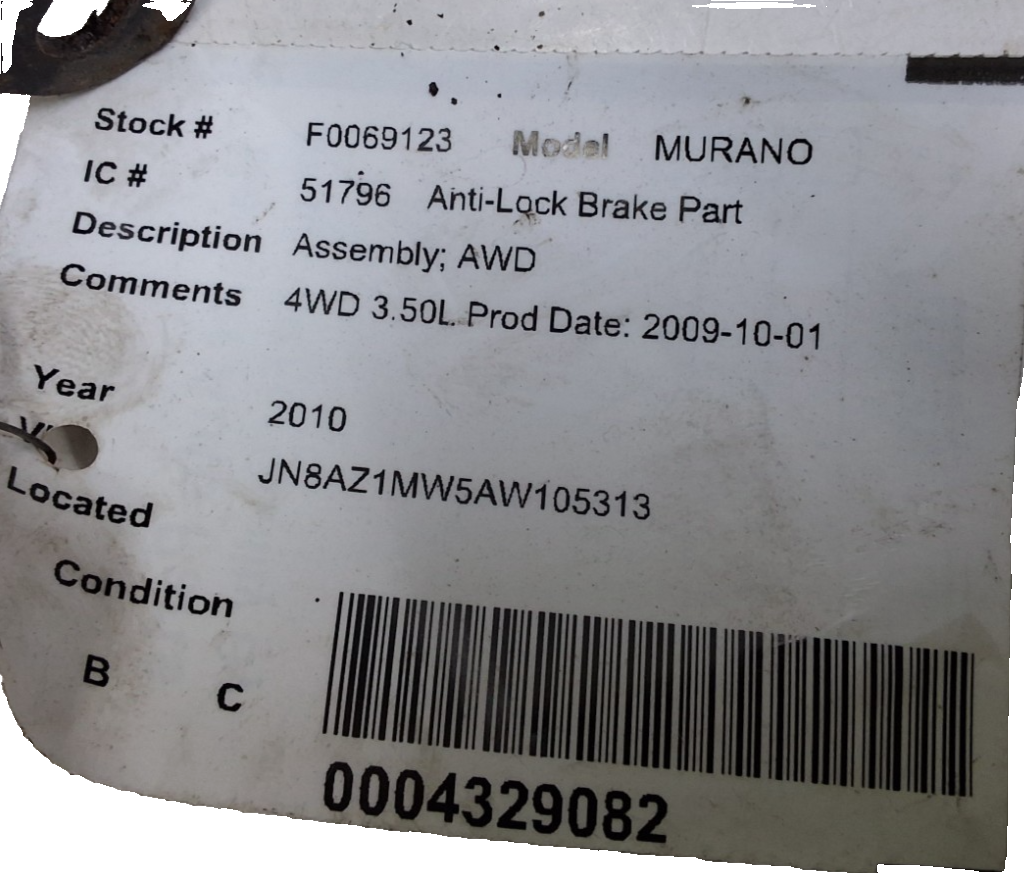 Stock # F0069123 Model MURANO
IC # 51796 Anti-Lock Brake Part
Description Assembly; AWD
Comments 4WD 3.50L. Prod Date: 2009-10-01
Year 2010
JN8AZ1MW5AW105313
Located
Condition
B C
0004329082